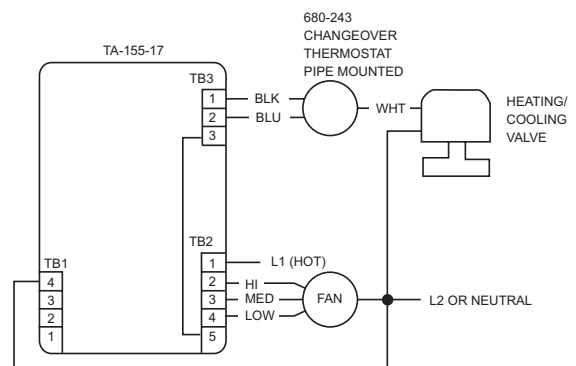 680-243
CHANGEOVER
THERMOSTAT
PIPE MOUNTED
TA-155-17
TB3
1
2
3
BLK
BLU
WHT
HEATING/
COOLING
VALVE
TB2
1
2
3
4
5
L1 (HOT)
HI
MED
LOW
FAN
L2 OR NEUTRAL
TB1
4
3
2
1